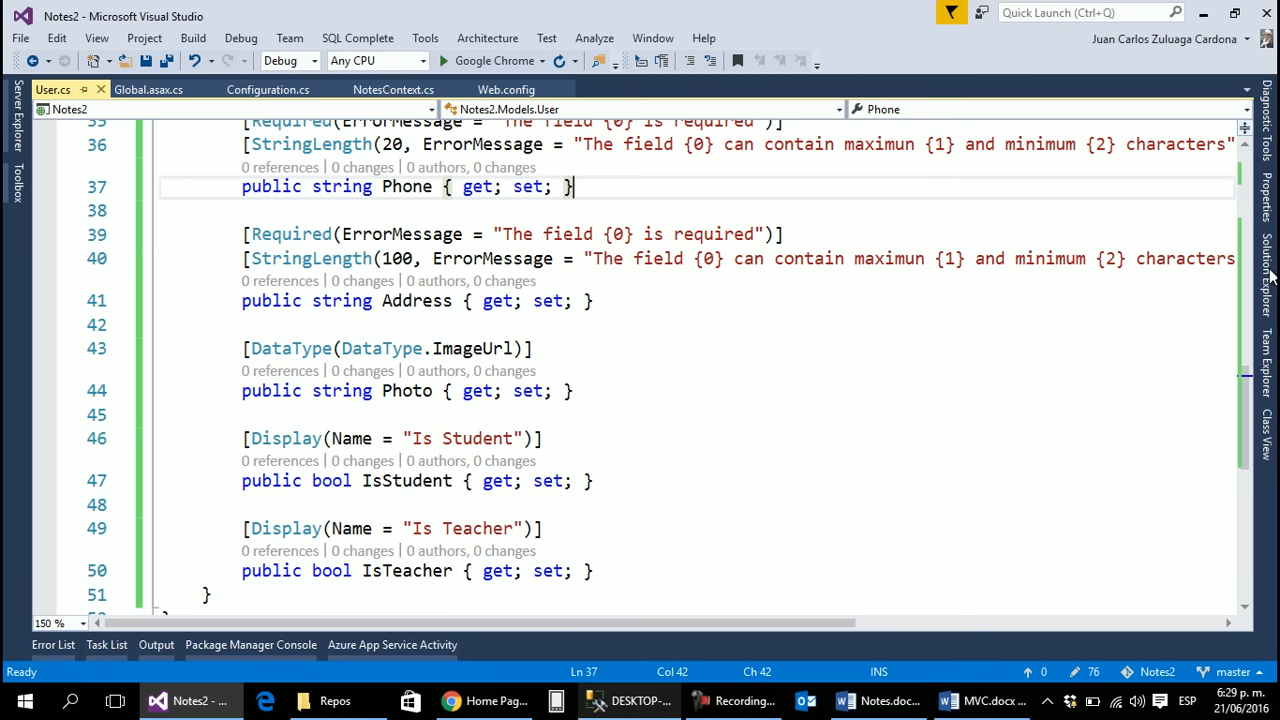 Notes2 - Microsoft Visual Studio
Quick Launch (Ctrl+Q)
File Edit View Project Build Debug Team SQL Complete Tools Architecture Test Analyze Window Help
Juan Carlos Zuluaga Cardona
Debug Any CPU Google Chrome
User.cs Global.asax.cs Configuration.cs NotesContext.cs Web.config
Notes2 Notes2.Models.User Phone
Server Explorer
Toolbox
Diagnostic Tools
Properties
Solution Explorer
Team Explorer
Class View
35 [Required(ErrorMessage = "The field {0} is required")]
36 [StringLength(20, ErrorMessage = "The field {0} can contain maximun {1} and minimum {2} characters"
0 references | 0 changes | 0 authors, 0 changes
37 public string Phone { get; set; }
38
39 [Required(ErrorMessage = "The field {0} is required")]
40 [StringLength(100, ErrorMessage = "The field {0} can contain maximun {1} and minimum {2} characters
0 references | 0 changes | 0 authors, 0 changes
41 public string Address { get; set; }
42
43 [DataType(DataType.ImageUrl)]
0 references | 0 changes | 0 authors, 0 changes
44 public string Photo { get; set; }
45
46 [Display(Name = "Is Student")]
0 references | 0 changes | 0 authors, 0 changes
47 public bool IsStudent { get; set; }
48
49 [Display(Name = "Is Teacher")]
0 references | 0 changes | 0 authors, 0 changes
50 public bool IsTeacher { get; set; }
51 }
}
150 %
Error List Task List Output Package Manager Console Azure App Service Activity
Ready Ln 37 Col 42 Ch 42 INS 0 76 Notes2 master
Notes2 - ... Repos Home Pag... DESKTOP-... Recording... Notes.doc... MVC.docx ... ESP 6:29 p. m.
21/06/2016